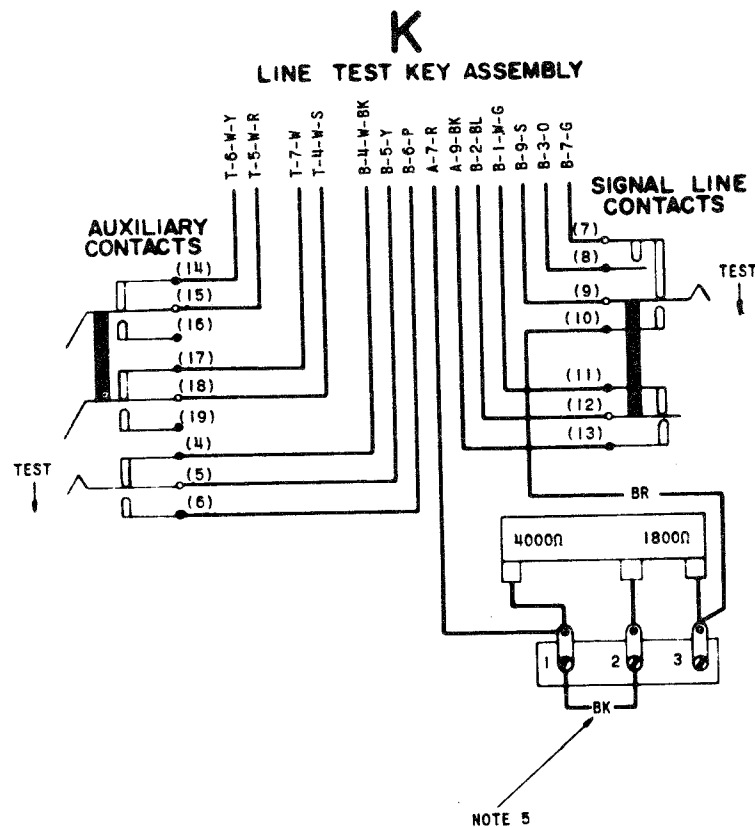 K
LINE TEST KEY ASSEMBLY
T-6-W-Y
T-5-W-R
T-7-W
T-4-W-S
B-4-W-BK
B-5-Y
B-6-P
A-7-R
A-9-BK
B-2-BL
B-1-W-G
B-9-S
B-3-O
B-7-G
AUXILIARY
CONTACTS
(14)
(15)
(16)
(17)
(18)
(19)
(4)
(5)
(6)
TEST
SIGNAL LINE
CONTACTS
(7)
(8)
(9)
(10)
(11)
(12)
(13)
TEST
BR
4000Ω 1800Ω
1 2 3
BK
NOTE 5